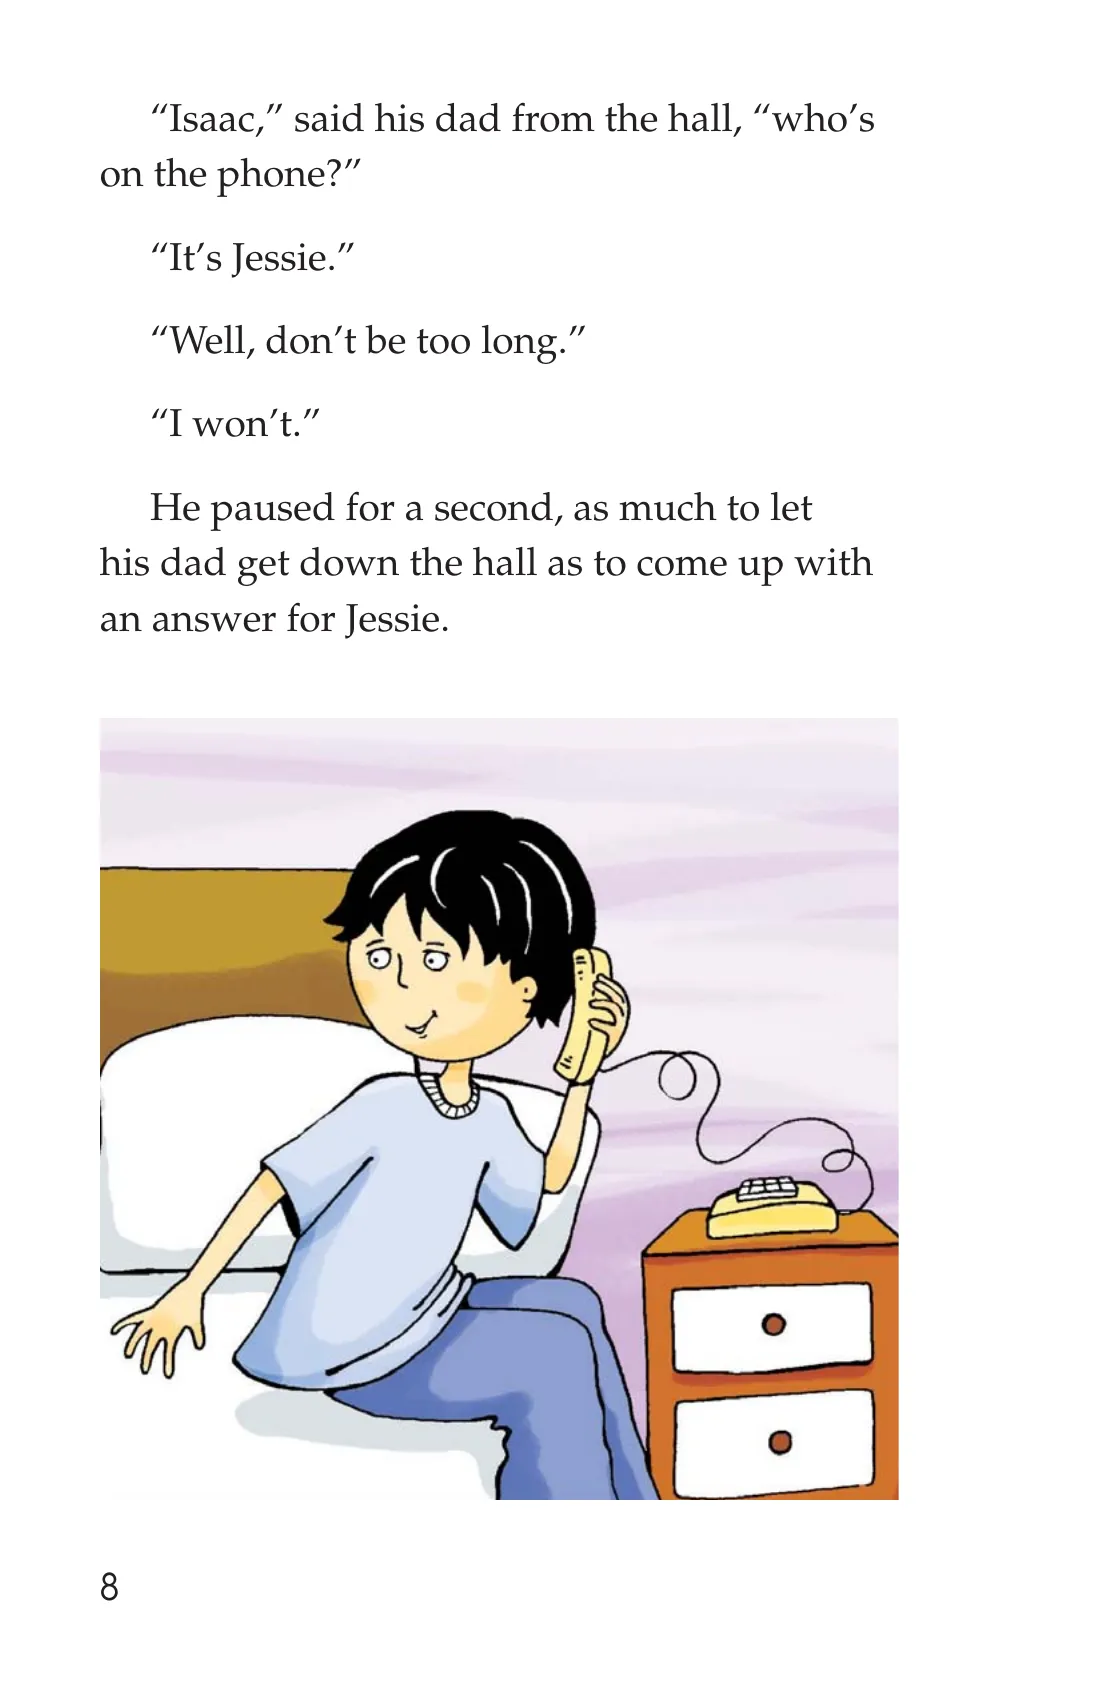 “Isaac,” said his dad from the hall, “who’s
on the phone?”
“It’s Jessie.”
“Well, don’t be too long.”
“I won’t.”
He paused for a second, as much to let
his dad get down the hall as to come up with
an answer for Jessie.
8